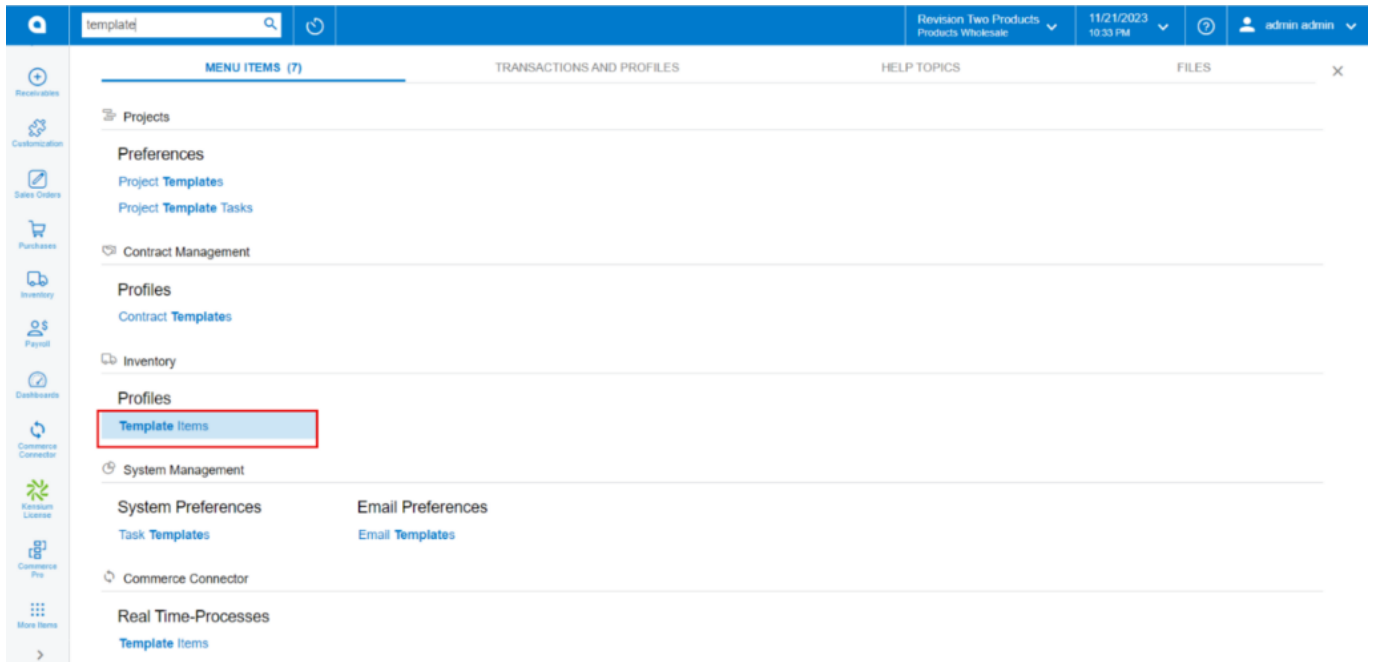 template
Revision Two Products
Products Wholesale
11/21/2023
10:33 PM
admin admin
Receivables
Customization
Sales Orders
Purchases
Inventory
Payroll
Dashboards
Commerce
Connector
Kensium
License
Commerce
Pro
More Items
MENU ITEMS (7)
TRANSACTIONS AND PROFILES
HELP TOPICS
FILES
Projects
Preferences
Project Templates
Project Template Tasks
Contract Management
Profiles
Contract Templates
Inventory
Profiles
Template Items
System Management
System Preferences
Email Preferences
Task Templates
Email Templates
Commerce Connector
Real Time-Processes
Template Items